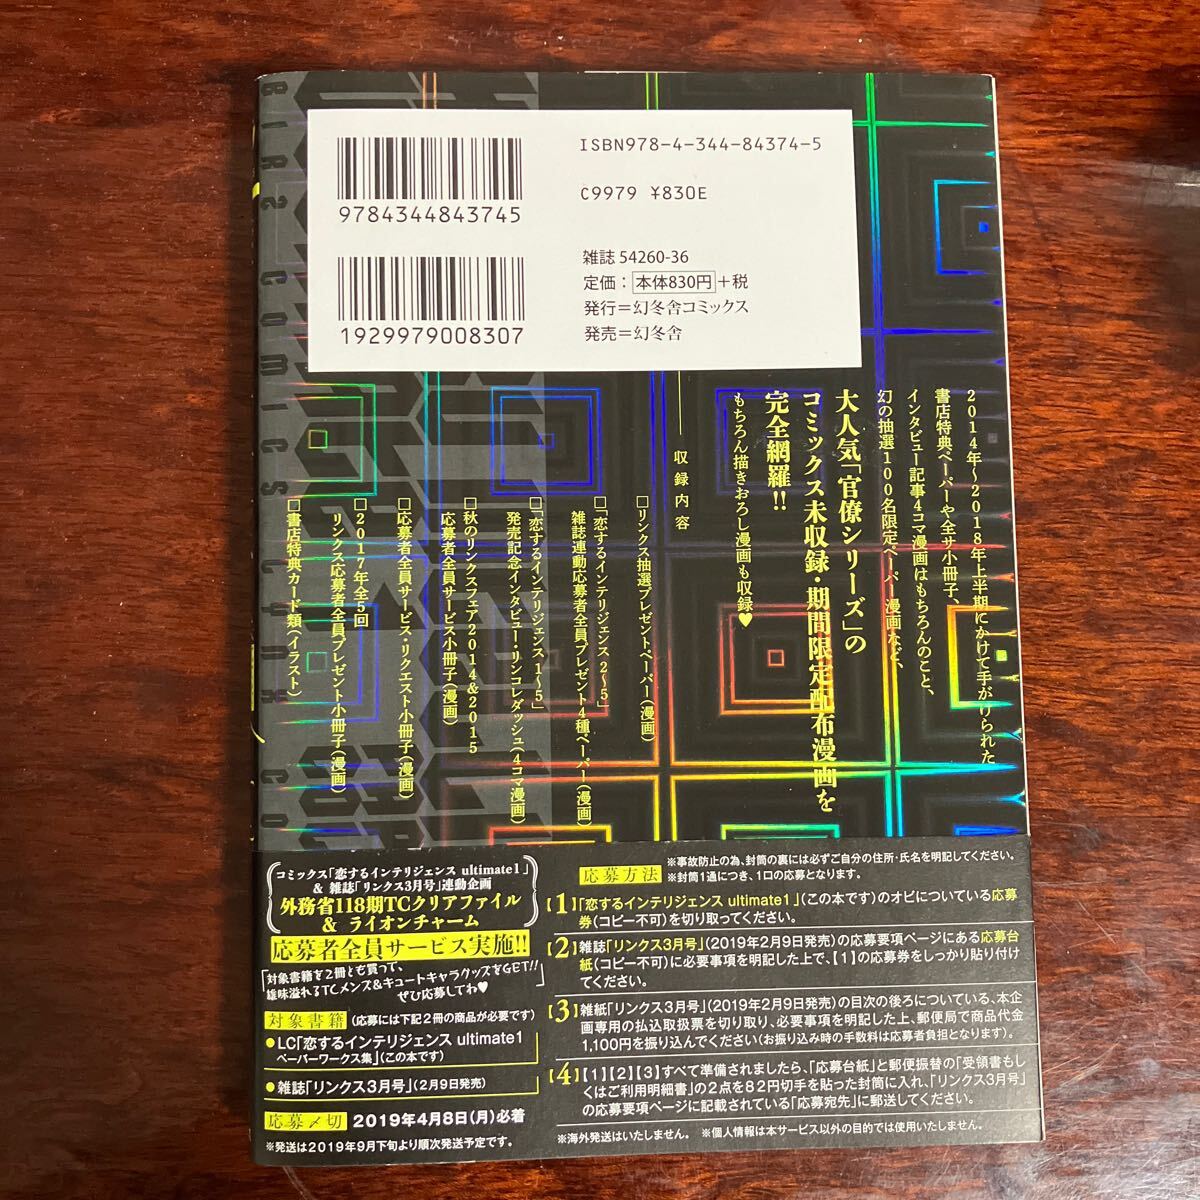 ISBN978-4-344-84374-5
9784344843745
C9979 ¥830E
1929979008307
雑誌 54260-36
定価：本体830円+税
発行＝幻冬舎コミックス
発売＝幻冬舎
2014年〜2018年上半期にかけて手がけられた
書店特典ペーパーや全サ小冊子、
インタビュー記事4コマ漫画はもちろんのこと、
幻の抽選100名限定ペーパー漫画など、
大人気「官僚シリーズ」の
コミックス未収録・期間限定配布漫画を
完全網羅!!
もちろん描きおろし漫画も収録♥
収録内容
□リンクス抽選プレゼントペーパー(漫画)
□「恋するインテリジェンス2〜5」
雑誌連動応募者全員プレゼント4種ペーパー(漫画)
□「恋するインテリジェンス1〜5」
発売記念インタビュー・リンコレダッシュ(4コマ漫画)
□秋のリンクスフェア2014&2015
応募者全員サービス小冊子(漫画)
□応募者全員サービス・リクエスト小冊子(漫画)
□2017年全5回
リンクス応募者全員プレゼント小冊子(漫画)
□書店特典カード類(イラスト)
BIRZ COMICS LYNX CO
コミックス「恋するインテリジェンス ultimate1」
& 雑誌「リンクス3月号」連動企画
外務省118期TCクリアファイル
& ライオンチャーム
応募者全員サービス実施!!
「対象書籍を2冊とも買って、
雄味溢れるTCメンズ&キュートキャラグッズをGET!!
ぜひ応募してね♥」
対象書籍 (応募には下記2冊の商品が必要です)
●LC「恋するインテリジェンス ultimate1
ペーパーワークス集」(この本です)
●雑誌「リンクス3月号」(2月9日発売)
応募〆切 2019年4月8日(月)必着
※発送は2019年9月下旬より順次発送予定です。
応募方法
※事故防止の為、封筒の裏には必ずご自分の住所・氏名を明記してください。
※封筒1通につき、1口の応募となります。
【1】「恋するインテリジェンス ultimate1」(この本です)のオビについている応募
券(コピー不可)を切り取ってください。
【2】雑誌「リンクス3月号」(2019年2月9日発売)の応募要項ページにある応募台
紙(コピー不可)に必要事項を明記した上で、【1】の応募券をしっかり貼り付け
てください。
【3】雑紙「リンクス3月号」(2019年2月9日発売)の目次の後ろについている、本企
画専用の払込取扱票を切り取り、必要事項を明記した上、郵便局で商品代金
1,100円を振り込んでください(お振り込み時の手数料は応募者負担となります)。
【4】【1】【2】【3】すべて準備されましたら、「応募台紙」と郵便振替の「受領書もし
くはご利用明細書」の2点を82円切手を貼った封筒に入れ、「リンクス3月号」
の応募要項ページに記載されている「応募宛先」に郵送してください。
※海外発送はいたしません。 ※個人情報は本サービス以外の目的では使用いたしません。